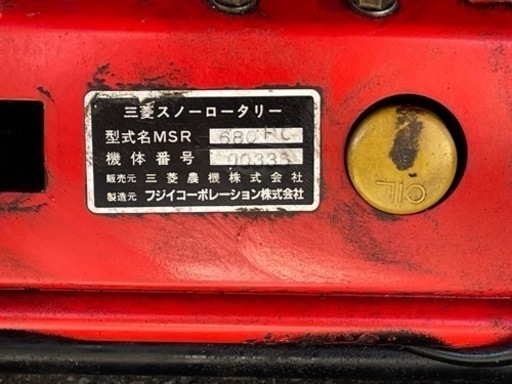 三菱スノーロータリー
型式名MSR 680
機体番号 00333
販売元 三菱農機株式会社
製造元 フジイコーポレーション株式会社
OIL